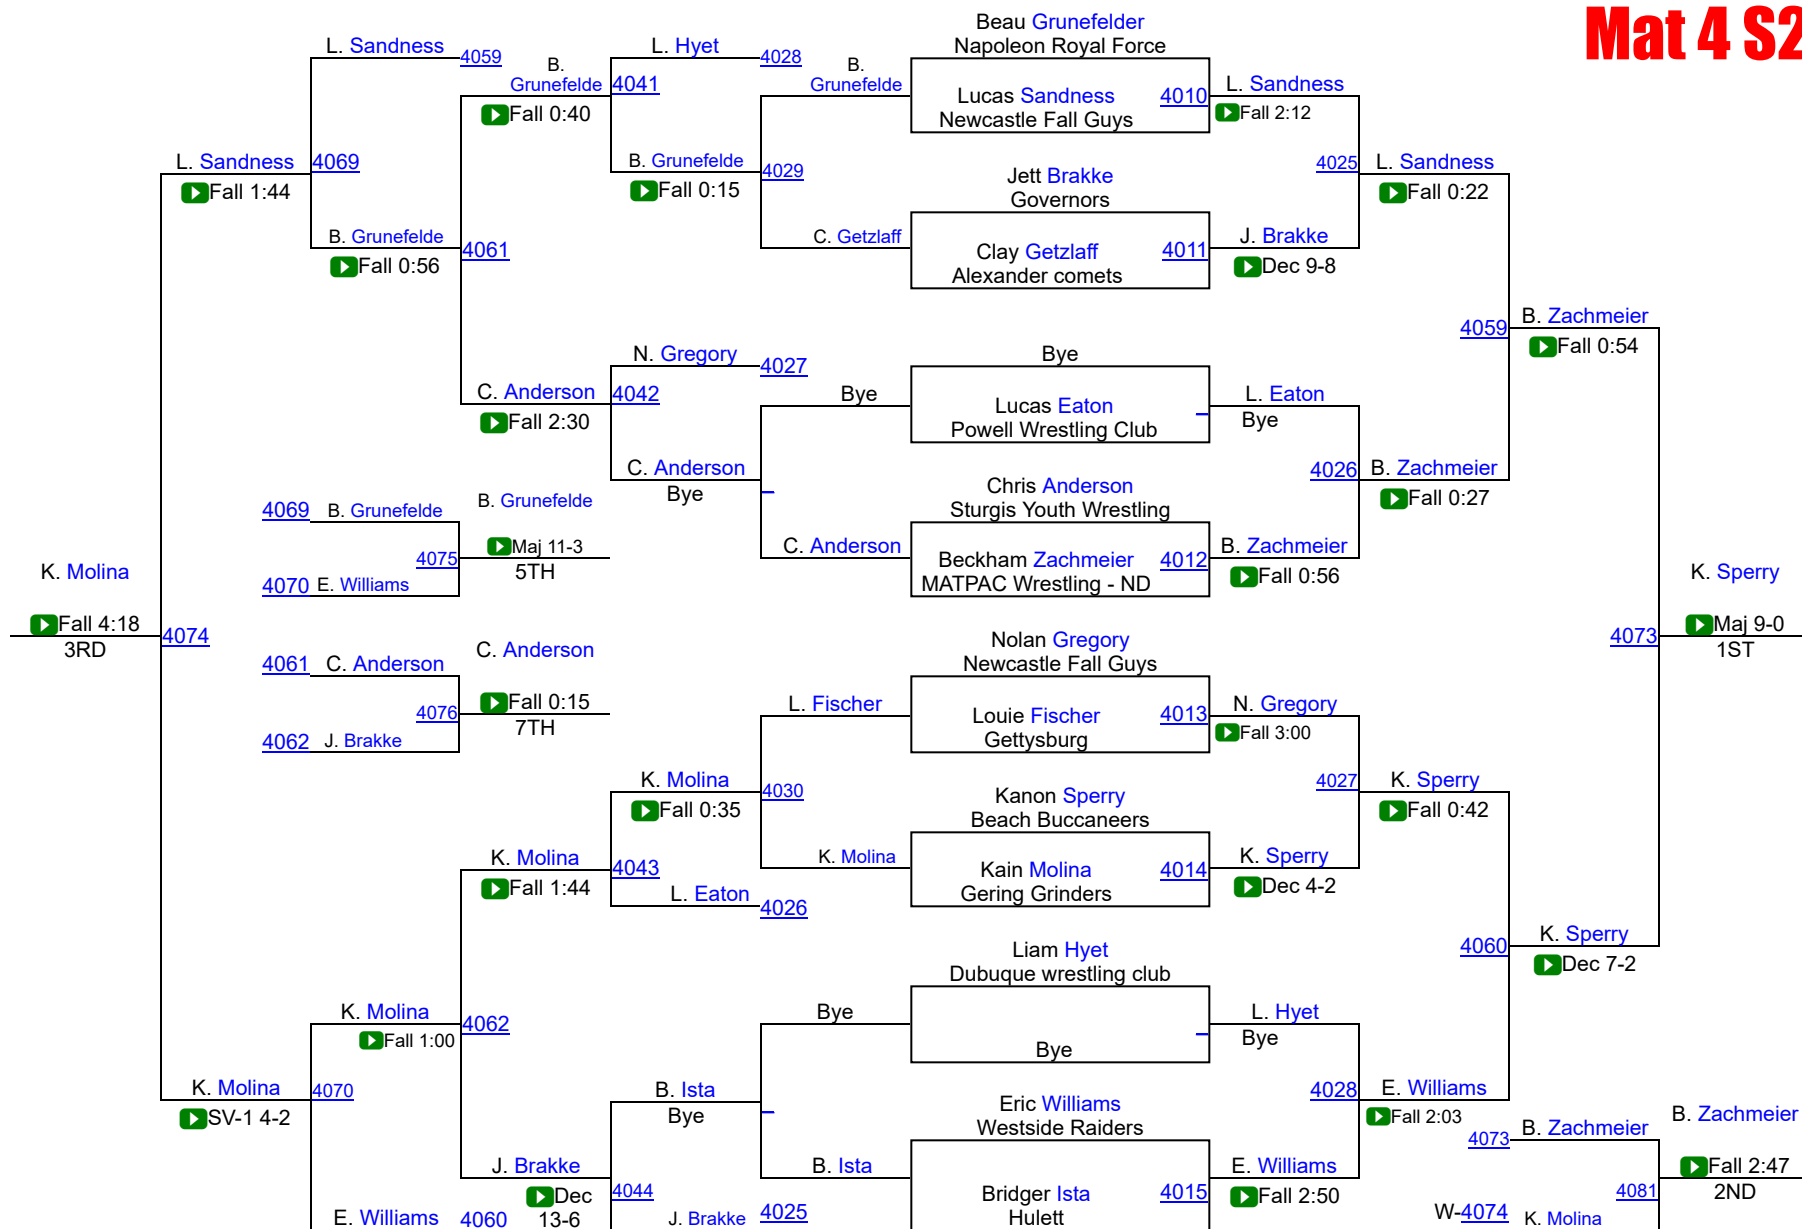 Mat 4 S2
Beau Grunefelder
Napoleon Royal Force
L. Sandness
4059
L. Hyet
4028
B.
Grunefelde
4041
Fall 0:40
B.
Grunefelde
Lucas Sandness
Newcastle Fall Guys
4010
L. Sandness
Fall 2:12
L. Sandness
4069
Fall 1:44
B. Grunefelde
Fall 0:15
4029
Jett Brakke
Governors
4025
L. Sandness
Fall 0:22
B. Grunefelde
Fall 0:56
4061
C. Getzlaff
Clay Getzlaff
Alexander comets
4011
J. Brakke
Dec 9-8
4059
B. Zachmeier
Fall 0:54
N. Gregory
4027
Bye
C. Anderson
4042
Fall 2:30
Bye
Lucas Eaton
Powell Wrestling Club
L. Eaton
Bye
C. Anderson
Bye
Chris Anderson
Sturgis Youth Wrestling
4026
B. Zachmeier
Fall 0:27
4069
B. Grunefelde
B. Grunefelde
4075
Maj 11-3
5TH
4070
E. Williams
C. Anderson
Beckham Zachmeier
MATPAC Wrestling - ND
4012
B. Zachmeier
Fall 0:56
K. Molina
Fall 4:18
3RD
4074
K. Sperry
4073
Maj 9-0
1ST
4061
C. Anderson
C. Anderson
4076
Fall 0:15
7TH
4062
J. Brakke
Nolan Gregory
Newcastle Fall Guys
L. Fischer
Louie Fischer
Gettysburg
4013
N. Gregory
Fall 3:00
K. Molina
Fall 0:35
4030
Kanon Sperry
Beach Buccaneers
4027
K. Sperry
Fall 0:42
K. Molina
Fall 1:44
4043
K. Molina
Kain Molina
Gering Grinders
4014
K. Sperry
Dec 4-2
L. Eaton
4026
4060
K. Sperry
Dec 7-2
Liam Hyet
Dubuque wrestling club
K. Molina
Fall 1:00
4062
Bye
Bye
L. Hyet
Bye
K. Molina
4070
SV-1 4-2
B. Ista
Bye
Eric Williams
Westside Raiders
4028
E. Williams
Fall 2:03
4073
B. Zachmeier
B. Zachmeier
J. Brakke
Dec
13-6
4044
B. Ista
Bridger Ista
Hulett
4015
E. Williams
Fall 2:50
4081
Fall 2:47
2ND
E. Williams
4060
J. Brakke
4025
W-4074
K. Molina